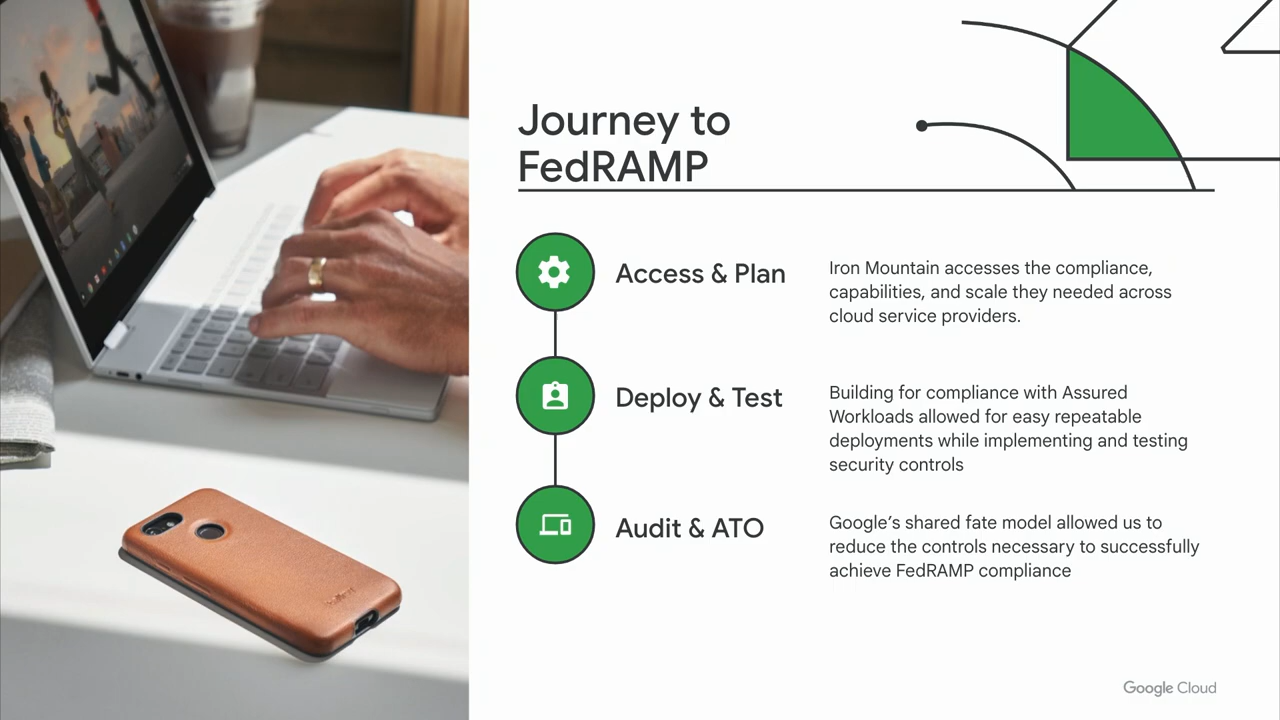 Journey to
FedRAMP
Access & Plan
Iron Mountain accesses the compliance,
capabilities, and scale they needed across
cloud service providers.
Deploy & Test
Building for compliance with Assured
Workloads allowed for easy repeatable
deployments while implementing and testing
security controls
Audit & ATO
Google’s shared fate model allowed us to
reduce the controls necessary to successfully
achieve FedRAMP compliance
Google Cloud